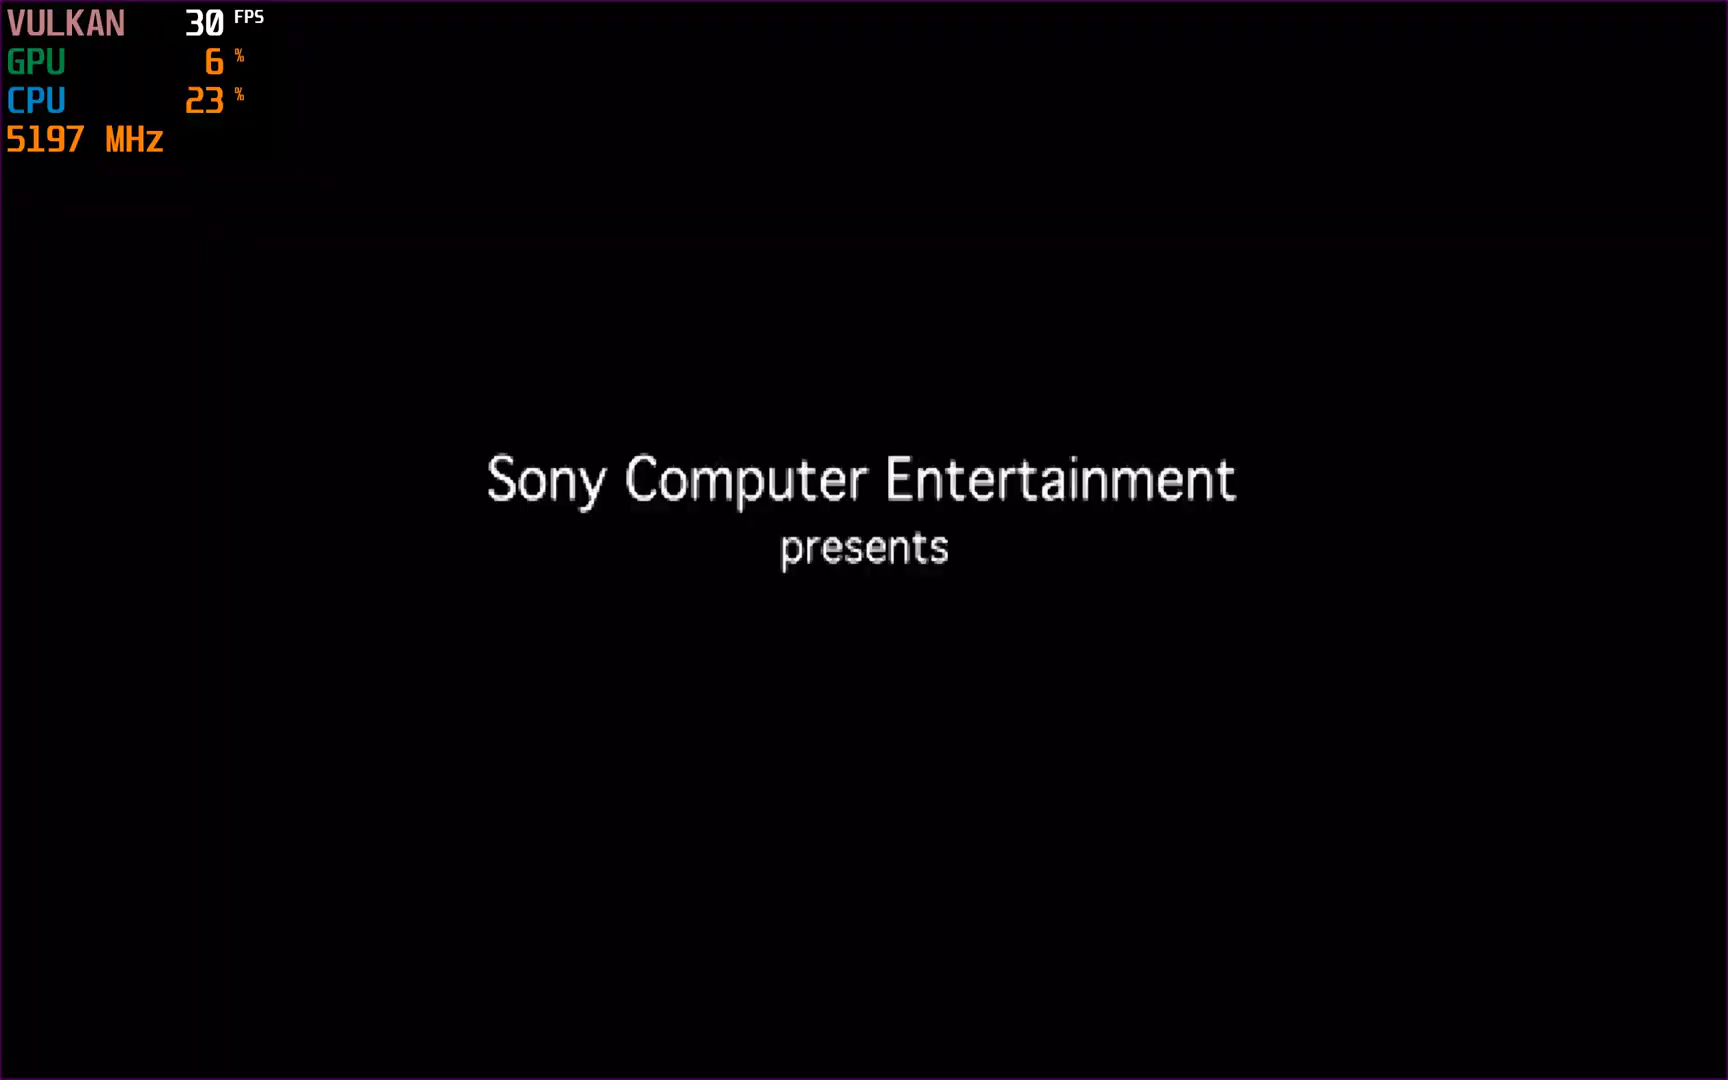 VULKAN 30 FPS
GPU 6 %
CPU 23 %
5197 MHz
Sony Computer Entertainment
presents